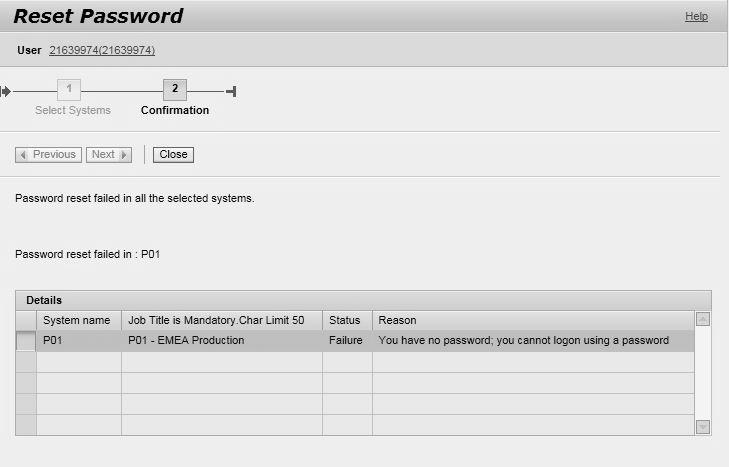 Reset Password
Help
User 21639974(21639974)
1 2
Select Systems Confirmation
Previous Next Close
Password reset failed in all the selected systems.
Password reset failed in : P01
Details
System name Job Title is Mandatory.Char Limit 50 Status Reason
P01 P01 - EMEA Production Failure You have no password; you cannot logon using a password